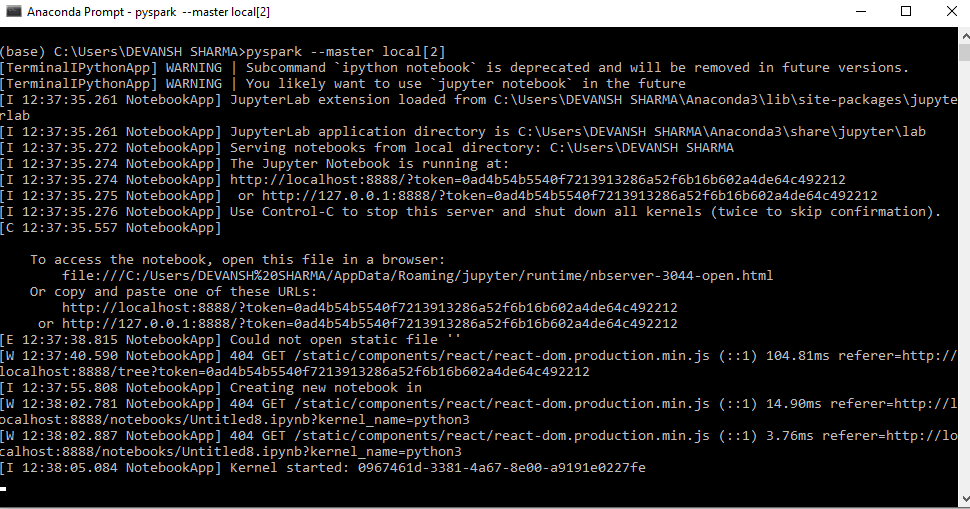 Anaconda Prompt - pyspark  --master local[2]
(base) C:\Users\DEVANSH SHARMA>pyspark --master local[2]
[TerminalIPythonApp] WARNING | Subcommand `ipython notebook` is deprecated and will be removed in future versions.
[TerminalIPythonApp] WARNING | You likely want to use `jupyter notebook` in the future
[I 12:37:35.261 NotebookApp] JupyterLab extension loaded from C:\Users\DEVANSH SHARMA\Anaconda3\lib\site-packages\jupyte
rlab
[I 12:37:35.261 NotebookApp] JupyterLab application directory is C:\Users\DEVANSH SHARMA\Anaconda3\share\jupyter\lab
[I 12:37:35.272 NotebookApp] Serving notebooks from local directory: C:\Users\DEVANSH SHARMA
[I 12:37:35.274 NotebookApp] The Jupyter Notebook is running at:
[I 12:37:35.274 NotebookApp] http://localhost:8888/?token=0ad4b54b5540f7213913286a52f6b16b602a4de64c492212
[I 12:37:35.275 NotebookApp]  or http://127.0.0.1:8888/?token=0ad4b54b5540f7213913286a52f6b16b602a4de64c492212
[I 12:37:35.276 NotebookApp] Use Control-C to stop this server and shut down all kernels (twice to skip confirmation).
[C 12:37:35.557 NotebookApp]
To access the notebook, open this file in a browser:
file:///C:/Users/DEVANSH%20SHARMA/AppData/Roaming/jupyter/runtime/nbserver-3044-open.html
Or copy and paste one of these URLs:
http://localhost:8888/?token=0ad4b54b5540f7213913286a52f6b16b602a4de64c492212
or http://127.0.0.1:8888/?token=0ad4b54b5540f7213913286a52f6b16b602a4de64c492212
[E 12:37:38.815 NotebookApp] Could not open static file ''
[W 12:37:40.590 NotebookApp] 404 GET /static/components/react/react-dom.production.min.js (::1) 104.81ms referer=http://
localhost:8888/tree?token=0ad4b54b5540f7213913286a52f6b16b602a4de64c492212
[I 12:37:55.808 NotebookApp] Creating new notebook in
[W 12:38:02.781 NotebookApp] 404 GET /static/components/react/react-dom.production.min.js (::1) 14.90ms referer=http://l
ocalhost:8888/notebooks/Untitled8.ipynb?kernel_name=python3
[W 12:38:02.887 NotebookApp] 404 GET /static/components/react/react-dom.production.min.js (::1) 3.76ms referer=http://lo
calhost:8888/notebooks/Untitled8.ipynb?kernel_name=python3
[I 12:38:05.084 NotebookApp] Kernel started: 0967461d-3381-4a67-8e00-a9191e0227fe